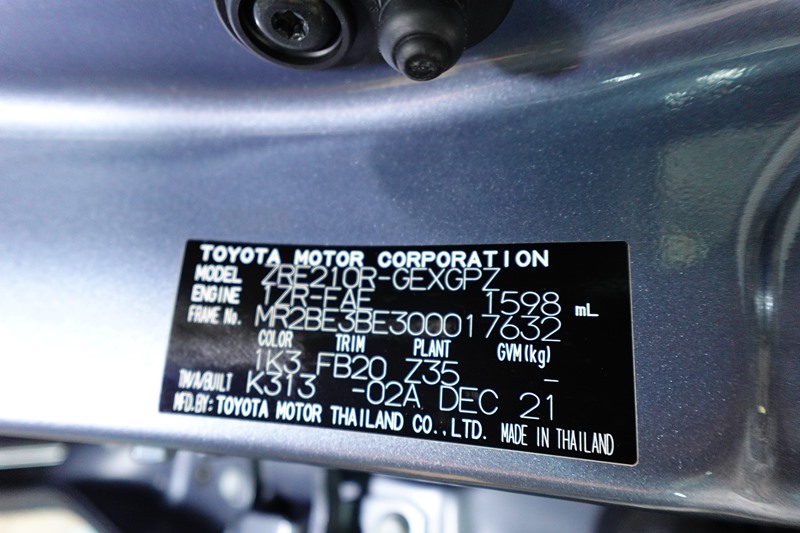 TOYOTA MOTOR CORPORATION
MODEL ZRE210R-GEXGPZ
ENGINE 1ZR-FAE 1598 mL
FRAME No. MR2BE3BE300017632
COLOR TRIM PLANT GVM(kg)
1K3 FB20 Z35 –
TM/A/BUILT K313 -02A DEC 21
MFD.BY: TOYOTA MOTOR THAILAND CO.,LTD. MADE IN THAILAND